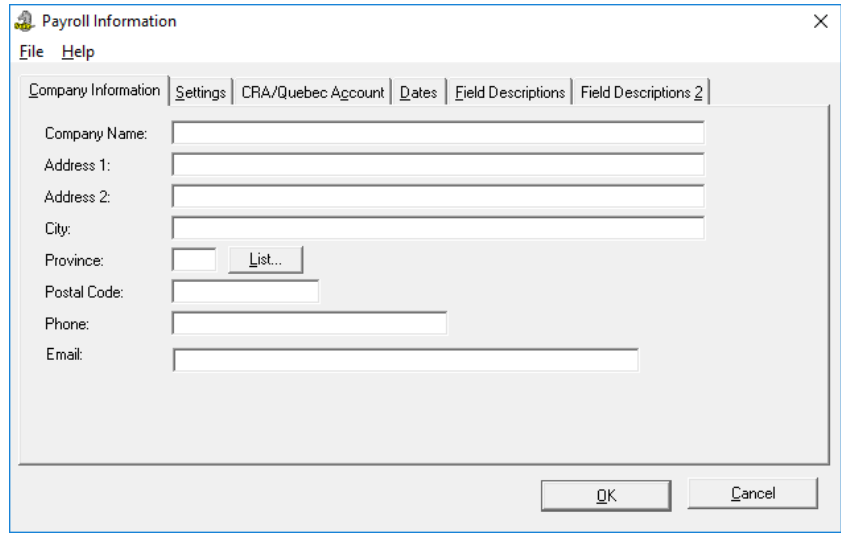 Payroll Information
File Help
Company Information Settings CRA/Quebec Account Dates Field Descriptions Field Descriptions 2
Company Name:
Address 1:
Address 2:
City:
Province: List...
Postal Code:
Phone:
Email:
OK Cancel